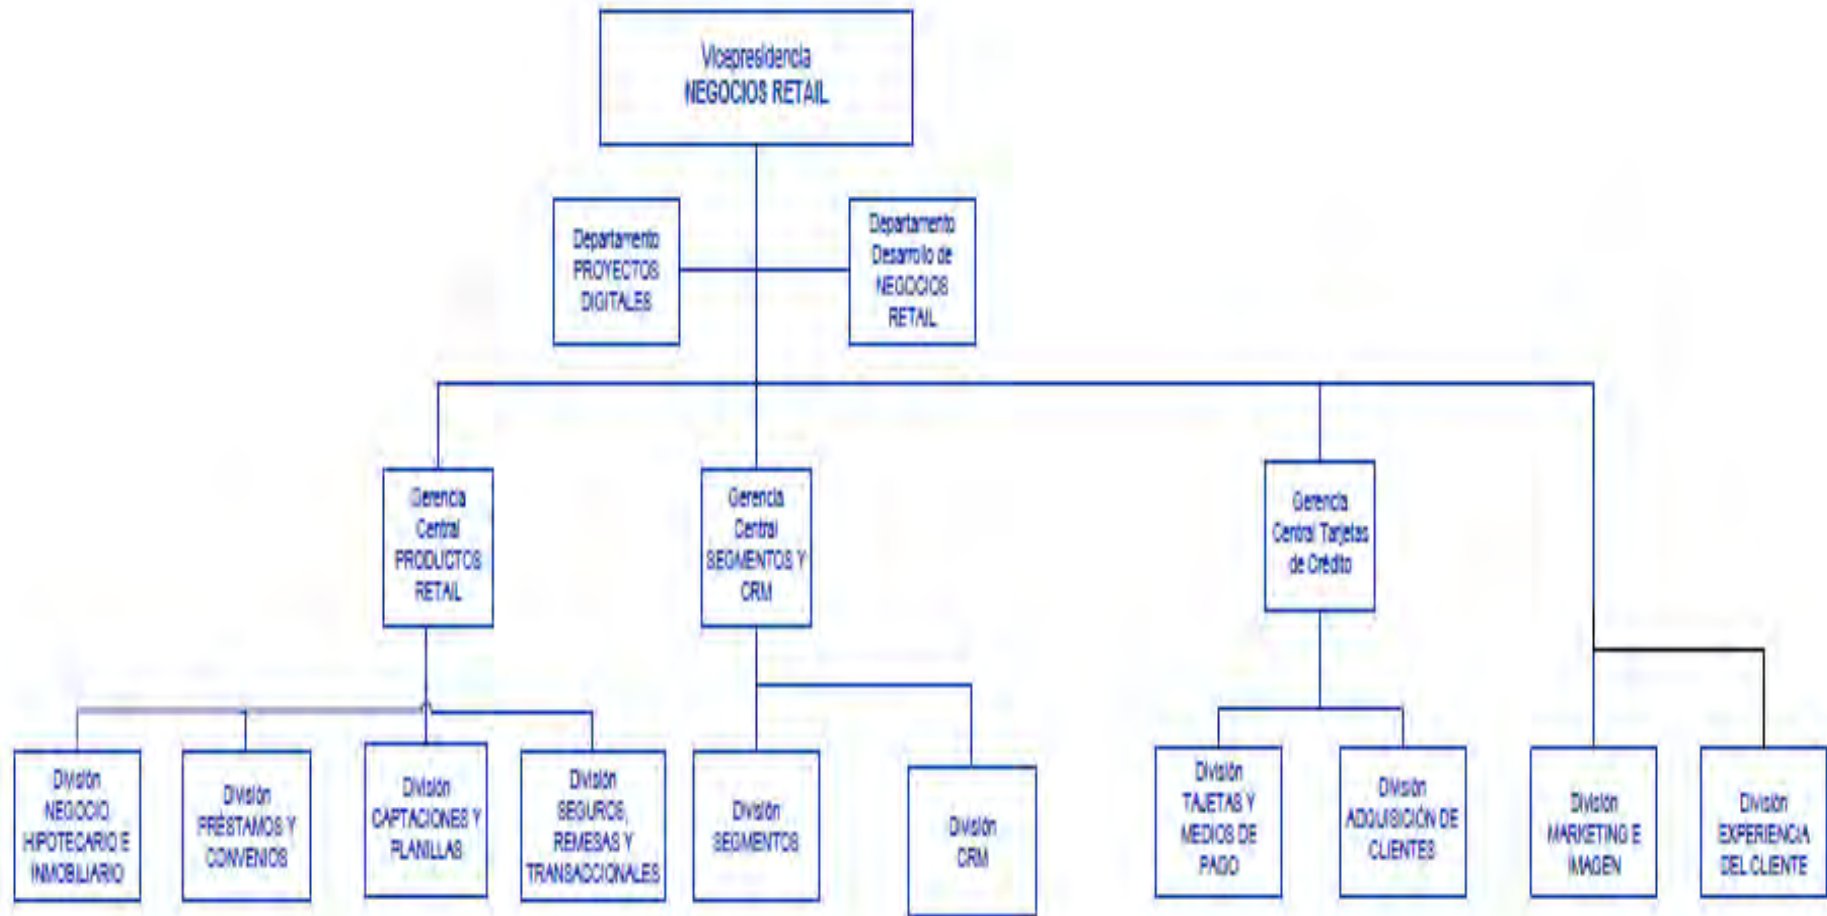 Vicepresidencia
NEGOCIOS RETAIL
Departamento
PROYECTOS
DIGITALES
Departamento
Desarrollo de
NEGOCIOS
RETAIL
Gerencia
Central
PRODUCTOS
RETAIL
Gerencia
Central
SEGMENTOS Y
CRM
Gerencia
Central Tarjetas
de Crédito
División
NEGOCIO
HIPOTECARIO E
INMOBILIARIO
División
PRÉSTAMOS Y
CONVENIOS
División
CAPTACIONES Y
PLANILLAS
División
SEGUROS,
REMESAS Y
TRANSACCIONALES
División
SEGMENTOS
División
CRM
División
TAJETAS Y
MEDIOS DE
PAGO
División
ADQUISICIÓN DE
CLIENTES
División
MARKETING E
IMAGEN
División
EXPERIENCIA
DEL CLIENTE